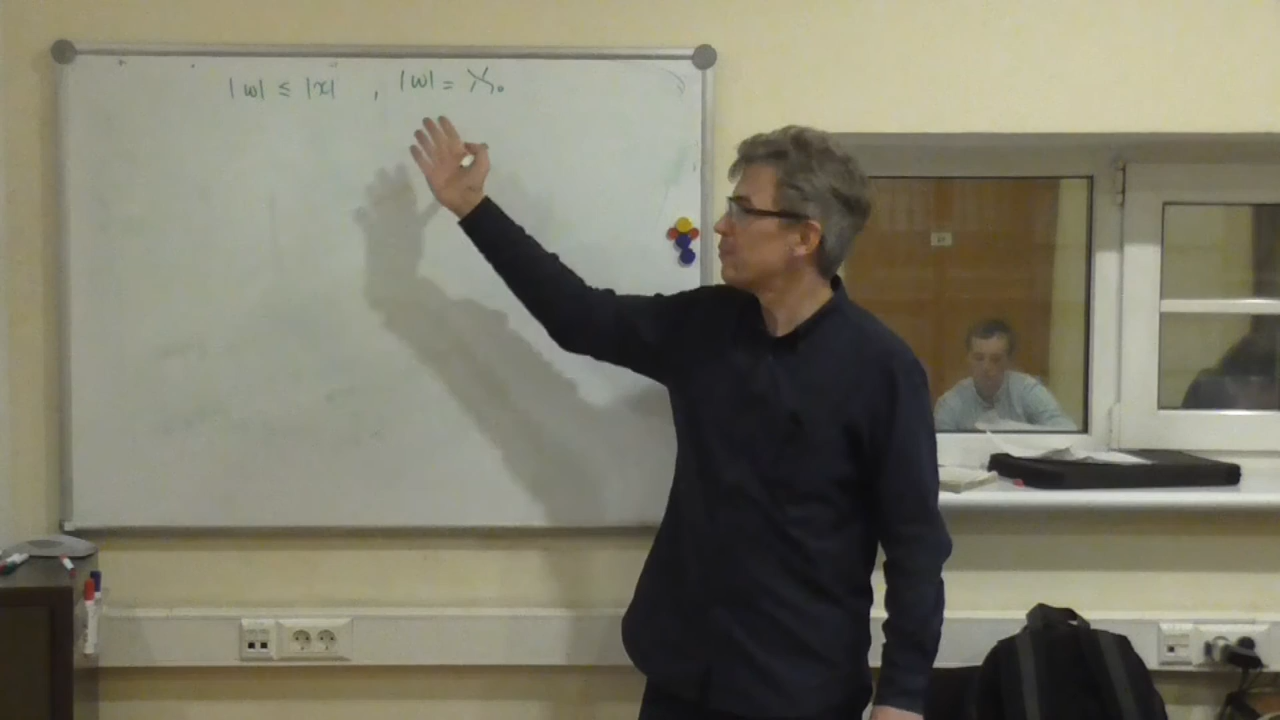 |ω| ≤ |x| , |ω| = ℵ₀